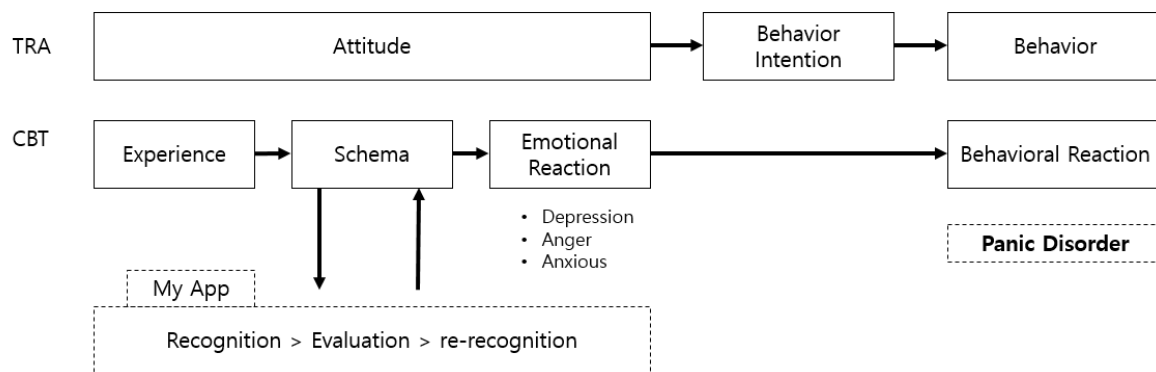 TRA
Attitude
Behavior
Intention
Behavior
CBT
Experience
Schema
Emotional
Reaction
Behavioral Reaction
• Depression
• Anger
• Anxious
Panic Disorder
My App
Recognition > Evaluation > re-recognition